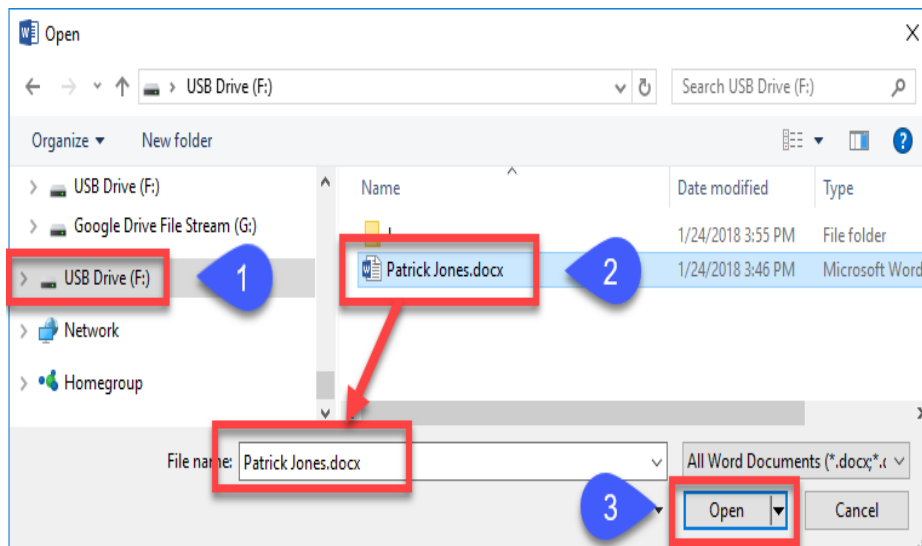 Open
USB Drive (F:)
Search USB Drive (F:)
Organize
New folder
USB Drive (F:)
Google Drive File Stream (G:)
USB Drive (F:)
1
Network
Homegroup
Name
Date modified
Type
1/24/2018 3:55 PM
File folder
Patrick Jones.docx
2
1/24/2018 3:46 PM
Microsoft Word
File name:
Patrick Jones.docx
All Word Documents (*.docx;*.c
3
Open
Cancel